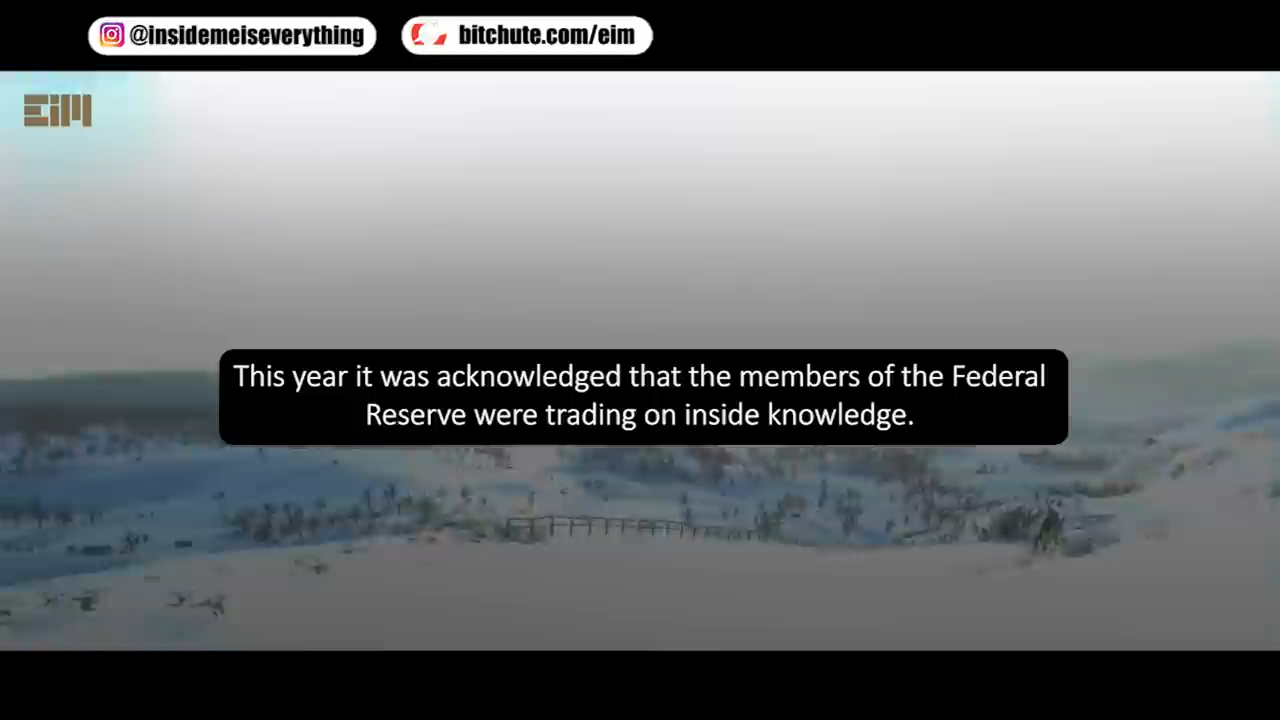 @insidemeiseverything
bitchute.com/eim
EiM
This year it was acknowledged that the members of the Federal
Reserve were trading on inside knowledge.